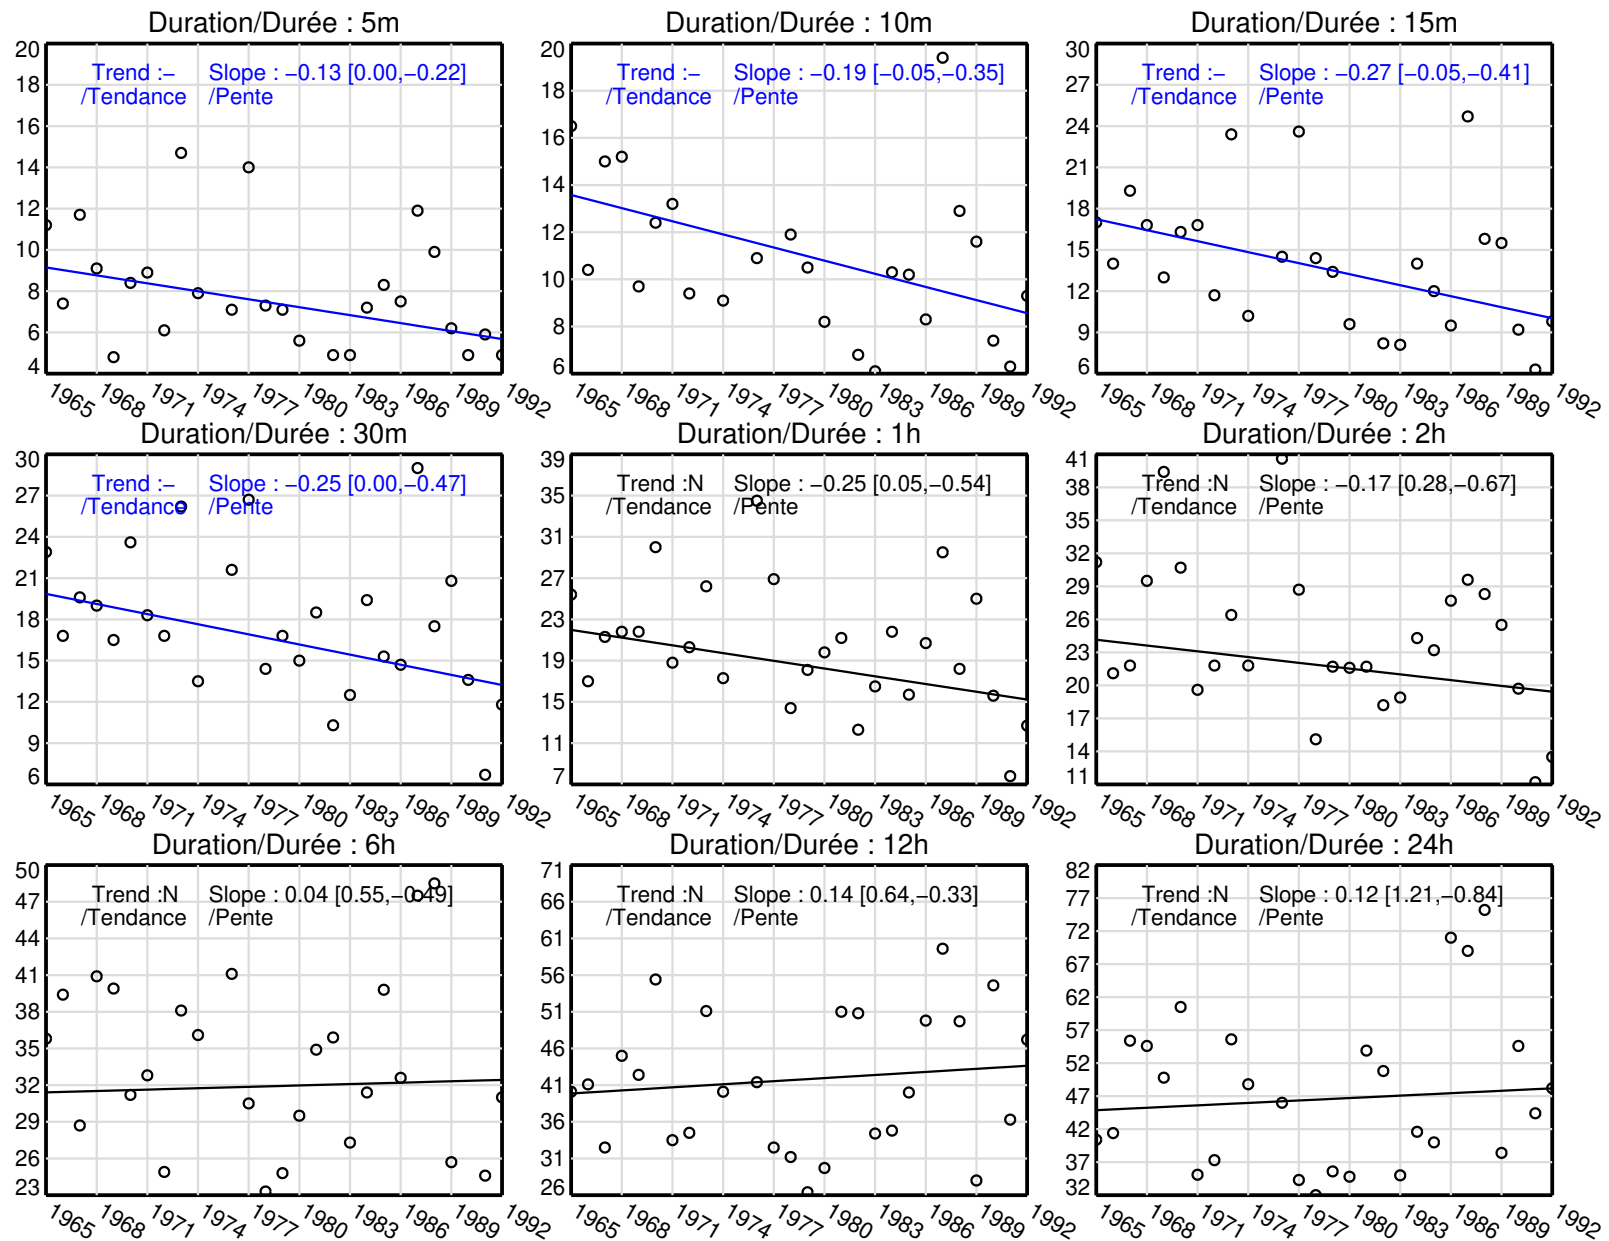 Duration/Durée : 5m
Trend :− Slope : −0.13 [0.00,−0.22]
/Tendance /Pente
20
18
16
14
12
10
8
6
4
1965 1968 1971 1974 1977 1980 1983 1986 1989 1992
Duration/Durée : 10m
Trend :− Slope : −0.19 [−0.05,−0.35]
/Tendance /Pente
20
18
16
14
12
10
8
6
1965 1968 1971 1974 1977 1980 1983 1986 1989 1992
Duration/Durée : 15m
Trend :− Slope : −0.27 [−0.05,−0.41]
/Tendance /Pente
30
27
24
21
18
15
12
9
6
1965 1968 1971 1974 1977 1980 1983 1986 1989 1992
Duration/Durée : 30m
Trend :− Slope : −0.25 [0.00,−0.47]
/Tendance /Pente
30
27
24
21
18
15
12
9
6
1965 1968 1971 1974 1977 1980 1983 1986 1989 1992
Duration/Durée : 1h
Trend :N Slope : −0.25 [0.05,−0.54]
/Tendance /Pente
39
35
31
27
23
19
15
11
7
1965 1968 1971 1974 1977 1980 1983 1986 1989 1992
Duration/Durée : 2h
Trend :N Slope : −0.17 [0.28,−0.67]
/Tendance /Pente
41
38
35
32
29
26
23
20
17
14
11
1965 1968 1971 1974 1977 1980 1983 1986 1989 1992
Duration/Durée : 6h
Trend :N Slope : 0.04 [0.55,−0.49]
/Tendance /Pente
50
47
44
41
38
35
32
29
26
23
1965 1968 1971 1974 1977 1980 1983 1986 1989 1992
Duration/Durée : 12h
Trend :N Slope : 0.14 [0.64,−0.33]
/Tendance /Pente
71
66
61
56
51
46
41
36
31
26
1965 1968 1971 1974 1977 1980 1983 1986 1989 1992
Duration/Durée : 24h
Trend :N Slope : 0.12 [1.21,−0.84]
/Tendance /Pente
82
77
72
67
62
57
52
47
42
37
32
1965 1968 1971 1974 1977 1980 1983 1986 1989 1992